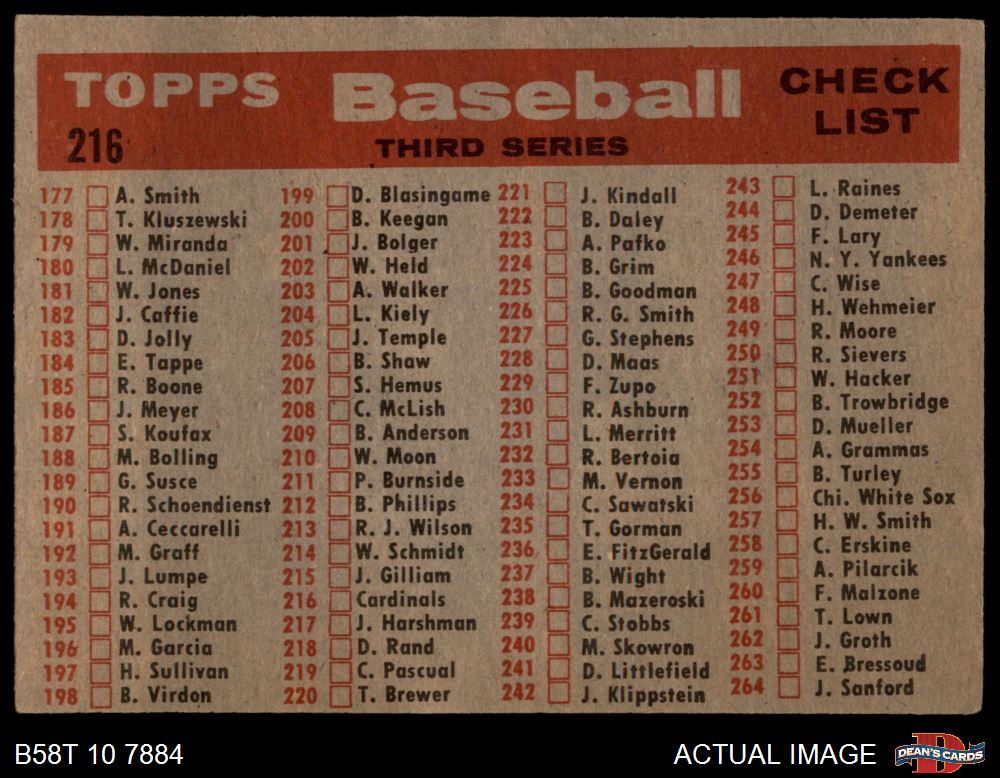 TOPPS Baseball CHECK LIST
216 THIRD SERIES
177 A. Smith
178 T. Kluszewski
179 W. Miranda
180 L. McDaniel
181 W. Jones
182 J. Caffie
183 D. Jolly
184 E. Tappe
185 R. Boone
186 J. Meyer
187 S. Koufax
188 M. Bolling
189 G. Susce
190 R. Schoendienst
191 A. Ceccarelli
192 M. Graff
193 J. Lumpe
194 R. Craig
195 W. Lockman
196 M. Garcia
197 H. Sullivan
198 B. Virdon
199 D. Blasingame
200 B. Keegan
201 J. Bolger
202 W. Held
203 A. Walker
204 L. Kiely
205 J. Temple
206 B. Shaw
207 S. Hemus
208 C. McLish
209 B. Anderson
210 W. Moon
211 P. Burnside
212 B. Phillips
213 R. J. Wilson
214 W. Schmidt
215 J. Gilliam
216 Cardinals
217 J. Harshman
218 D. Rand
219 C. Pascual
220 T. Brewer
221 J. Kindall
222 B. Daley
223 A. Pafko
224 B. Grim
225 B. Goodman
226 R. G. Smith
227 G. Stephens
228 D. Maas
229 F. Zupo
230 R. Ashburn
231 L. Merritt
232 R. Bertoia
233 M. Vernon
234 C. Sawatski
235 T. Gorman
236 E. FitzGerald
237 B. Wight
238 B. Mazeroski
239 C. Stobbs
240 M. Skowron
241 D. Littlefield
242 J. Klippstein
243 L. Raines
244 D. Demeter
245 F. Lary
246 N. Y. Yankees
247 C. Wise
248 H. Wehmeier
249 R. Moore
250 R. Sievers
251 W. Hacker
252 B. Trowbridge
253 D. Mueller
254 A. Grammas
255 B. Turley
256 Chi. White Sox
257 H. W. Smith
258 C. Erskine
259 A. Pilarcik
260 F. Malzone
261 T. Lown
262 J. Groth
263 E. Bressoud
264 J. Sanford
B58T 10 7884
ACTUAL IMAGE
DEAN'S CARDS